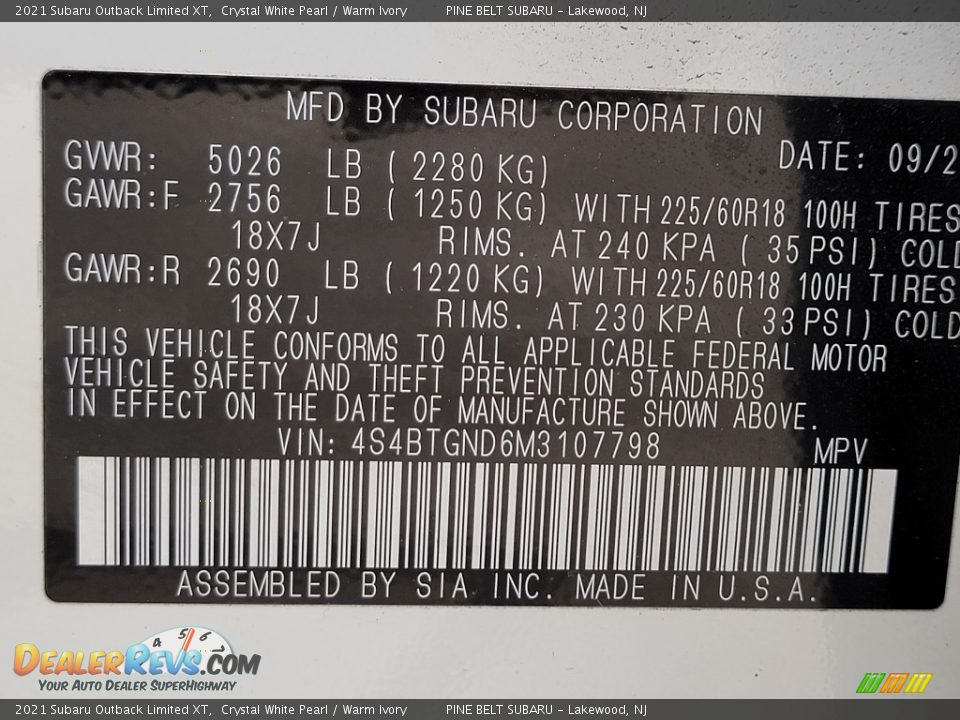 2021 Subaru Outback Limited XT, Crystal White Pearl / Warm Ivory PINE BELT SUBARU - Lakewood, NJ
MFD BY SUBARU CORPORATION
GVWR: 5026 LB ( 2280 KG) DATE: 09/2
GAWR:F 2756 LB ( 1250 KG) WITH 225/60R18 100H TIRES
18X7J RIMS. AT 240 KPA ( 35 PSI) COLD
GAWR:R 2690 LB ( 1220 KG) WITH 225/60R18 100H TIRES
18X7J RIMS. AT 230 KPA ( 33 PSI) COLD
THIS VEHICLE CONFORMS TO ALL APPLICABLE FEDERAL MOTOR
VEHICLE SAFETY AND THEFT PREVENTION STANDARDS
IN EFFECT ON THE DATE OF MANUFACTURE SHOWN ABOVE.
VIN: 4S4BTGND6M3107798 MPV
ASSEMBLED BY SIA INC. MADE IN U.S.A.
4 5 6 7
DEALERREVS.COM
YOUR AUTO DEALER SUPERHIGHWAY
2021 Subaru Outback Limited XT, Crystal White Pearl / Warm Ivory PINE BELT SUBARU - Lakewood, NJ